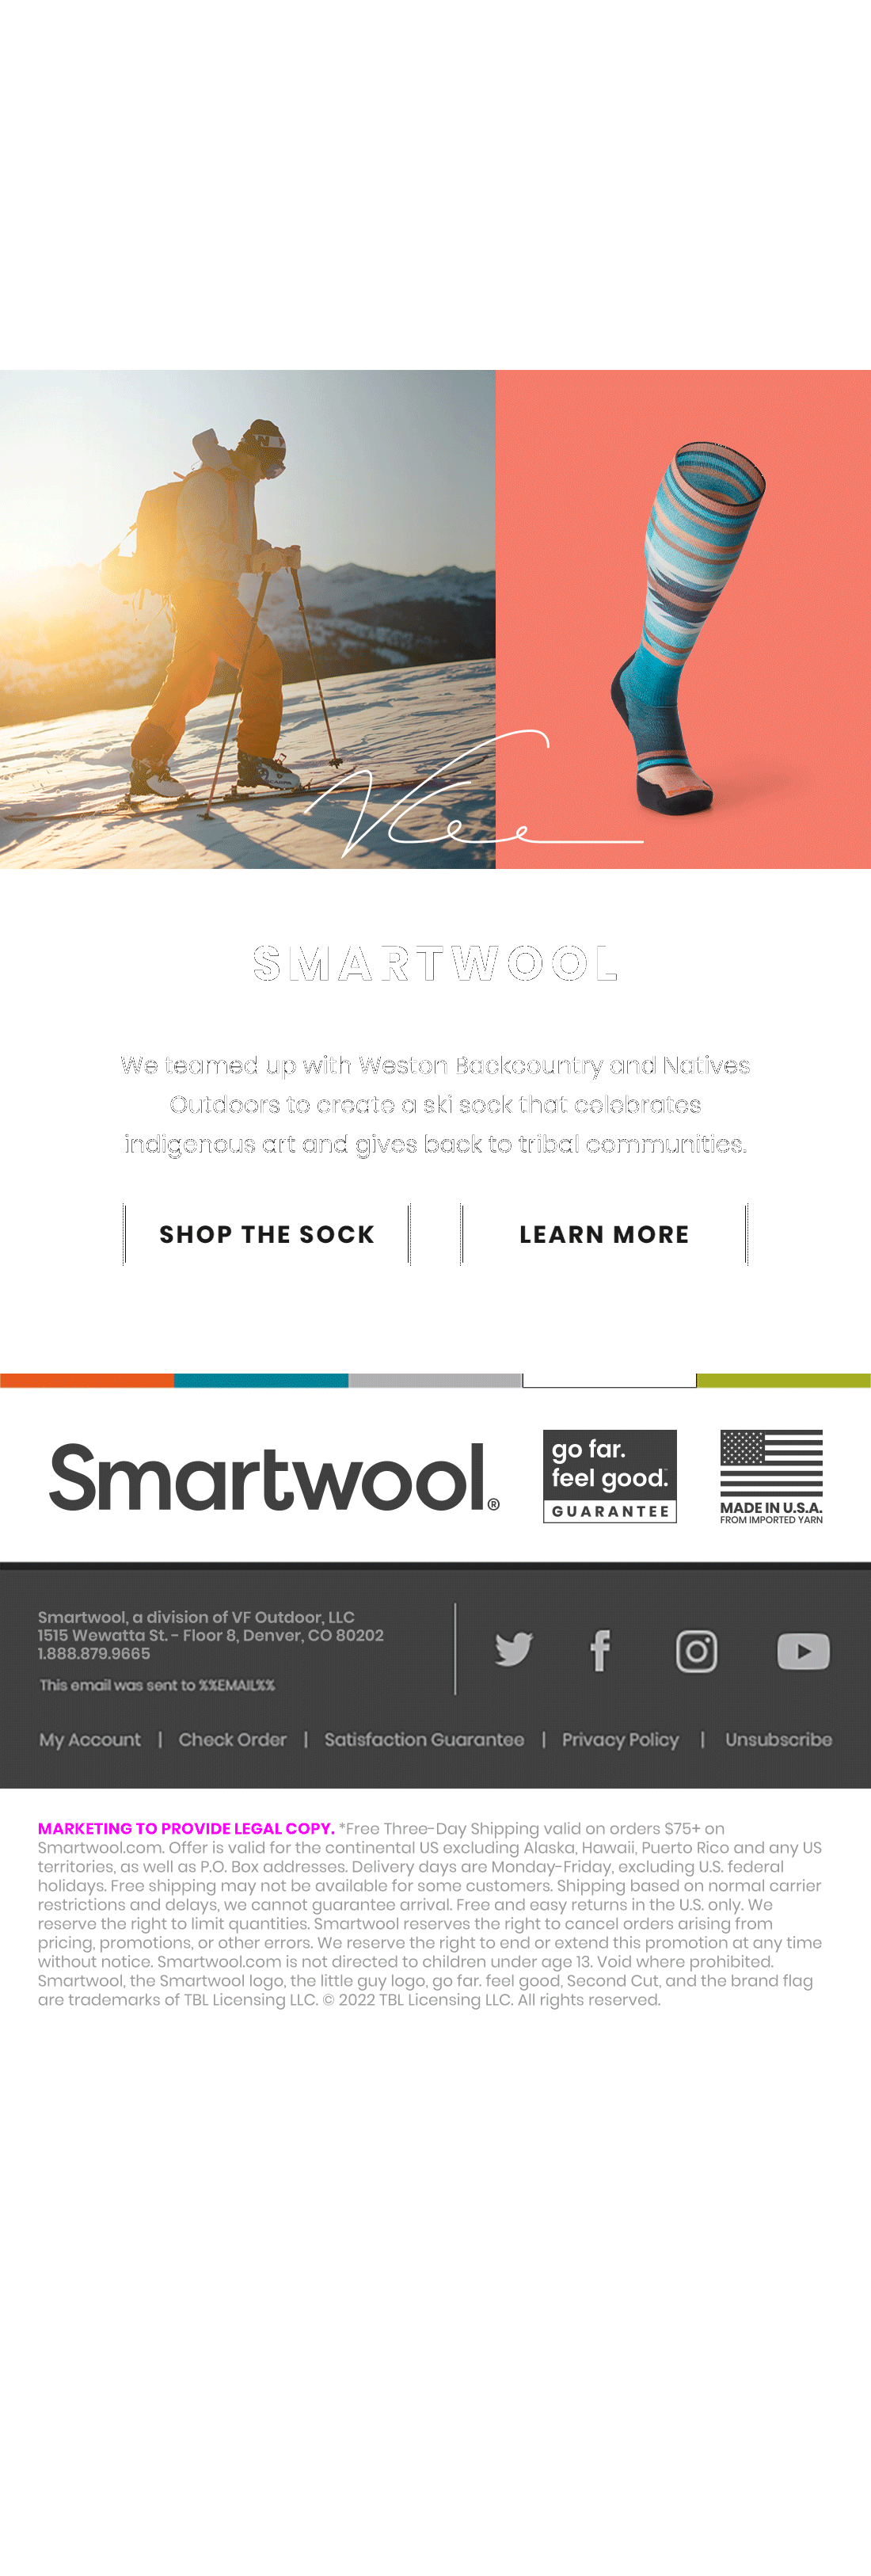 SMARTWOOL
We teamed up with Weston Backcountry and Natives
Outdoors to create a ski sock that celebrates
indigenous art and gives back to tribal communities.
SHOP THE SOCK
LEARN MORE
Smartwool®
go far.
feel good.™
GUARANTEE
MADE IN U.S.A.
FROM IMPORTED YARN
Smartwool, a division of VF Outdoor, LLC
1515 Wewatta St. - Floor 8, Denver, CO 80202
1.888.879.9665
This email was sent to %%EMAIL%%
My Account | Check Order | Satisfaction Guarantee | Privacy Policy | Unsubscribe
MARKETING TO PROVIDE LEGAL COPY. *Free Three-Day Shipping valid on orders $75+ on
Smartwool.com. Offer is valid for the continental US excluding Alaska, Hawaii, Puerto Rico and any US
territories, as well as P.O. Box addresses. Delivery days are Monday-Friday, excluding U.S. federal
holidays. Free shipping may not be available for some customers. Shipping based on normal carrier
restrictions and delays, we cannot guarantee arrival. Free and easy returns in the U.S. only. We
reserve the right to limit quantities. Smartwool reserves the right to cancel orders arising from
pricing, promotions, or other errors. We reserve the right to end or extend this promotion at any time
without notice. Smartwool.com is not directed to children under age 13. Void where prohibited.
Smartwool, the Smartwool logo, the little guy logo, go far. feel good, Second Cut, and the brand flag
are trademarks of TBL Licensing LLC. © 2022 TBL Licensing LLC. All rights reserved.